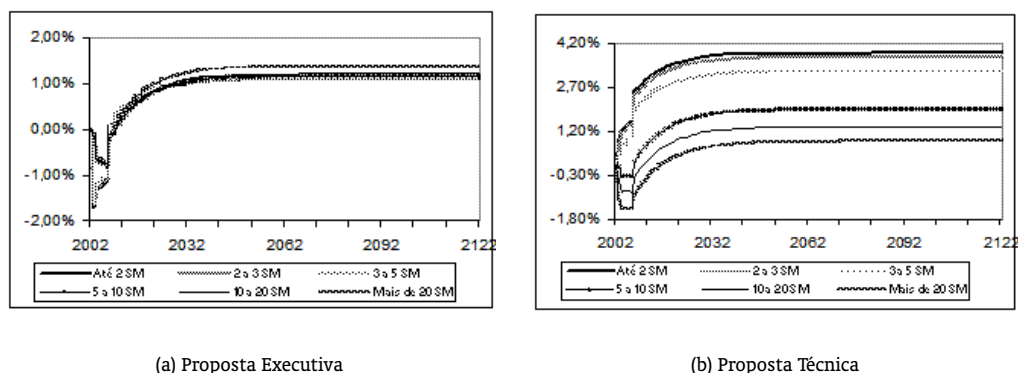 2,00%
1,00%
0,00%
-1,00%
-2,00%
2002 2032 2062 2092 2122
Até 2 SM 2 a 3 SM 3 a 5 SM
5 a 10 SM 10 a 20 SM Mais de 20 SM
(a) Proposta Executiva
4,20%
2,70%
1,20%
-0,30%
-1,80%
2002 2032 2062 2092 2122
Até 2 SM 2 a 3 SM 3 a 5 SM
5 a 10 SM 10 a 20 SM Mais de 20 SM
(b) Proposta Técnica